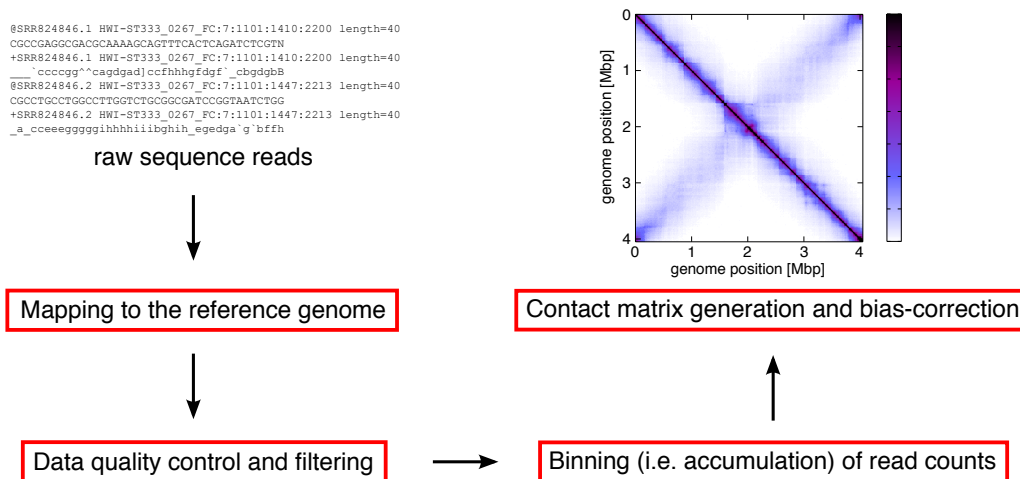 @SRR824846.1 HWI-ST333_0267_FC:7:1101:1410:2200 length=40
CGCCGAGGCGACGCAAAAGCAGTTTCACTCAGATCTCGTN
+SRR824846.1 HWI-ST333_0267_FC:7:1101:1410:2200 length=40
___`ccccgg^^cagdgad]ccfhhhgfdgf`_cbgdgbB
@SRR824846.2 HWI-ST333_0267_FC:7:1101:1447:2213 length=40
CGCCTGCCTGGCCTTGGTCTGCGGCGATCCGGTAATCTGG
+SRR824846.2 HWI-ST333_0267_FC:7:1101:1447:2213 length=40
_a_cceeegggggihhhhiiibghih_egedga`g`bffh
raw sequence reads
Mapping to the reference genome
Data quality control and filtering
Binning (i.e. accumulation) of read counts
Contact matrix generation and bias-correction
genome position [Mbp]
0
1
2
3
4
0 1 2 3 4
genome position [Mbp]